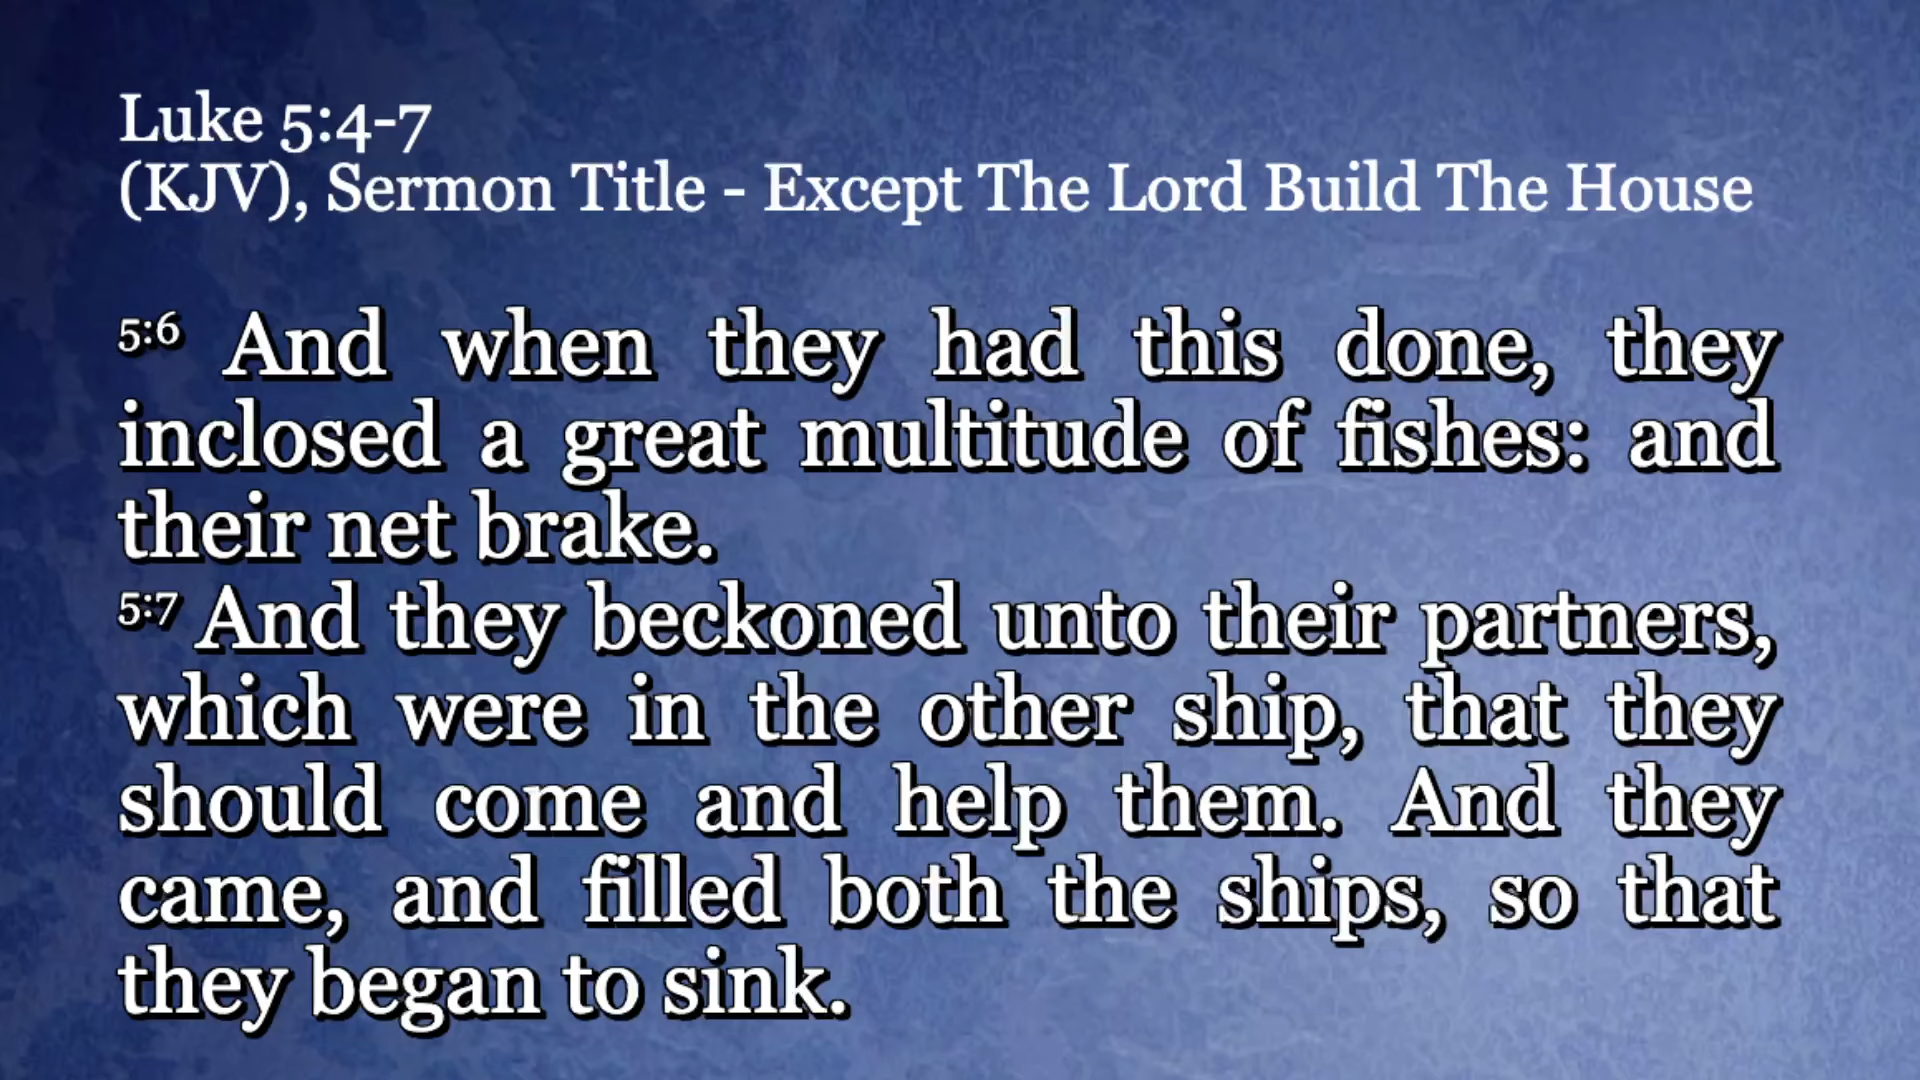 Luke 5:4-7
(KJV), Sermon Title - Except The Lord Build The House
5:6 And when they had this done, they
inclosed a great multitude of fishes: and
their net brake.
5:7 And they beckoned unto their partners,
which were in the other ship, that they
should come and help them. And they
came, and filled both the ships, so that
they began to sink.